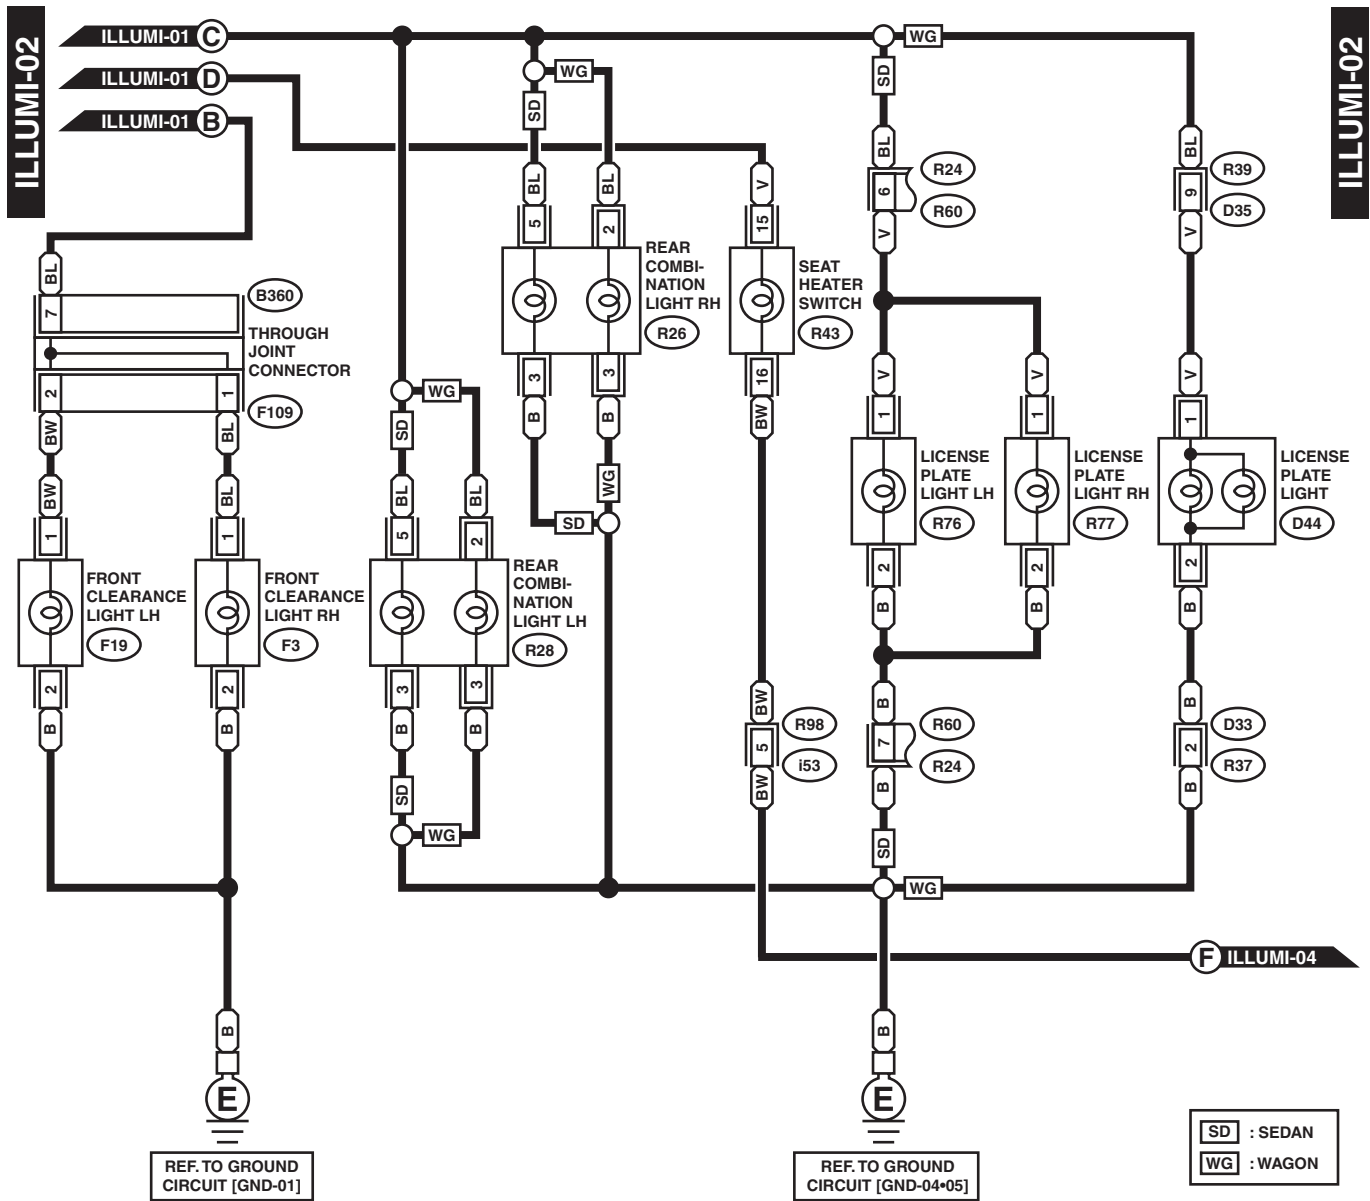 ILLUMI-02
ILLUMI-01 C
ILLUMI-01 D
ILLUMI-01 B
WG
ILLUMI-02
WG
SD
SD
BL
BL
V
BL
BL
R24
R60
R39
D35
5
2
15
6
9
V
V
BL
7
B360
THROUGH
JOINT
CONNECTOR
2
1
F109
REAR
COMBI-
NATION
LIGHT RH
R26
SEAT
HEATER
SWITCH
R43
3
3
16
B
B
BW
V
V
V
1
1
1
WG
SD
BW
BL
BW
BL
BL
BL
WG
SD
1
1
5
2
LICENSE
PLATE
LIGHT LH
R76
LICENSE
PLATE
LIGHT RH
R77
LICENSE
PLATE
LIGHT
D44
FRONT
CLEARANCE
LIGHT LH
F19
FRONT
CLEARANCE
LIGHT RH
F3
REAR
COMBI-
NATION
LIGHT LH
R28
2
2
2
B
B
B
2
2
3
3
B
B
B
B
BW
B
B
5
R98
i53
7
R60
R24
2
D33
R37
BW
B
B
SD
WG
SD
WG
F ILLUMI-04
B
B
E
E
REF. TO GROUND
CIRCUIT [GND-01]
REF. TO GROUND
CIRCUIT [GND-04•05]
SD : SEDAN
WG : WAGON